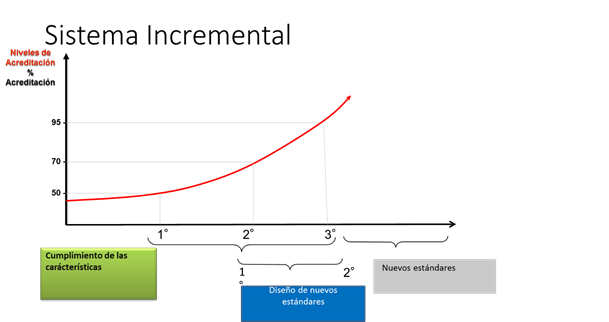 Sistema Incremental
Niveles de
Acreditación
%
Acreditación
95
70
50
1°
2°
3°
Cumplimiento de las
carácterísticas
1°
2°
Diseño de nuevos
estándares
Nuevos estándares